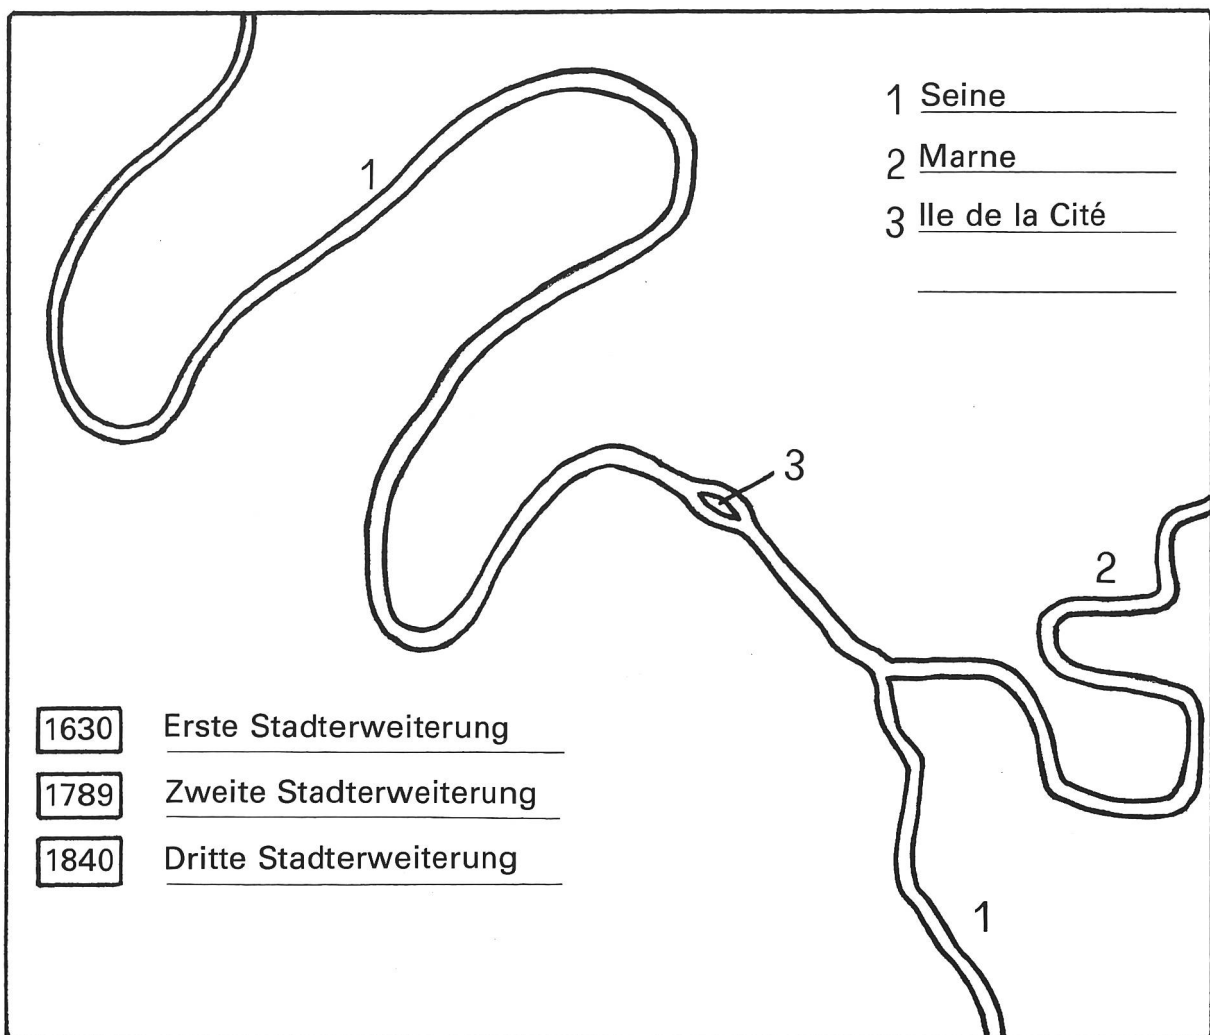 1 Seine
1
2 Marne
3 Ile de la Cité
3
2
1630 Erste Stadterweiterung
1789 Zweite Stadterweiterung
1840 Dritte Stadterweiterung
1